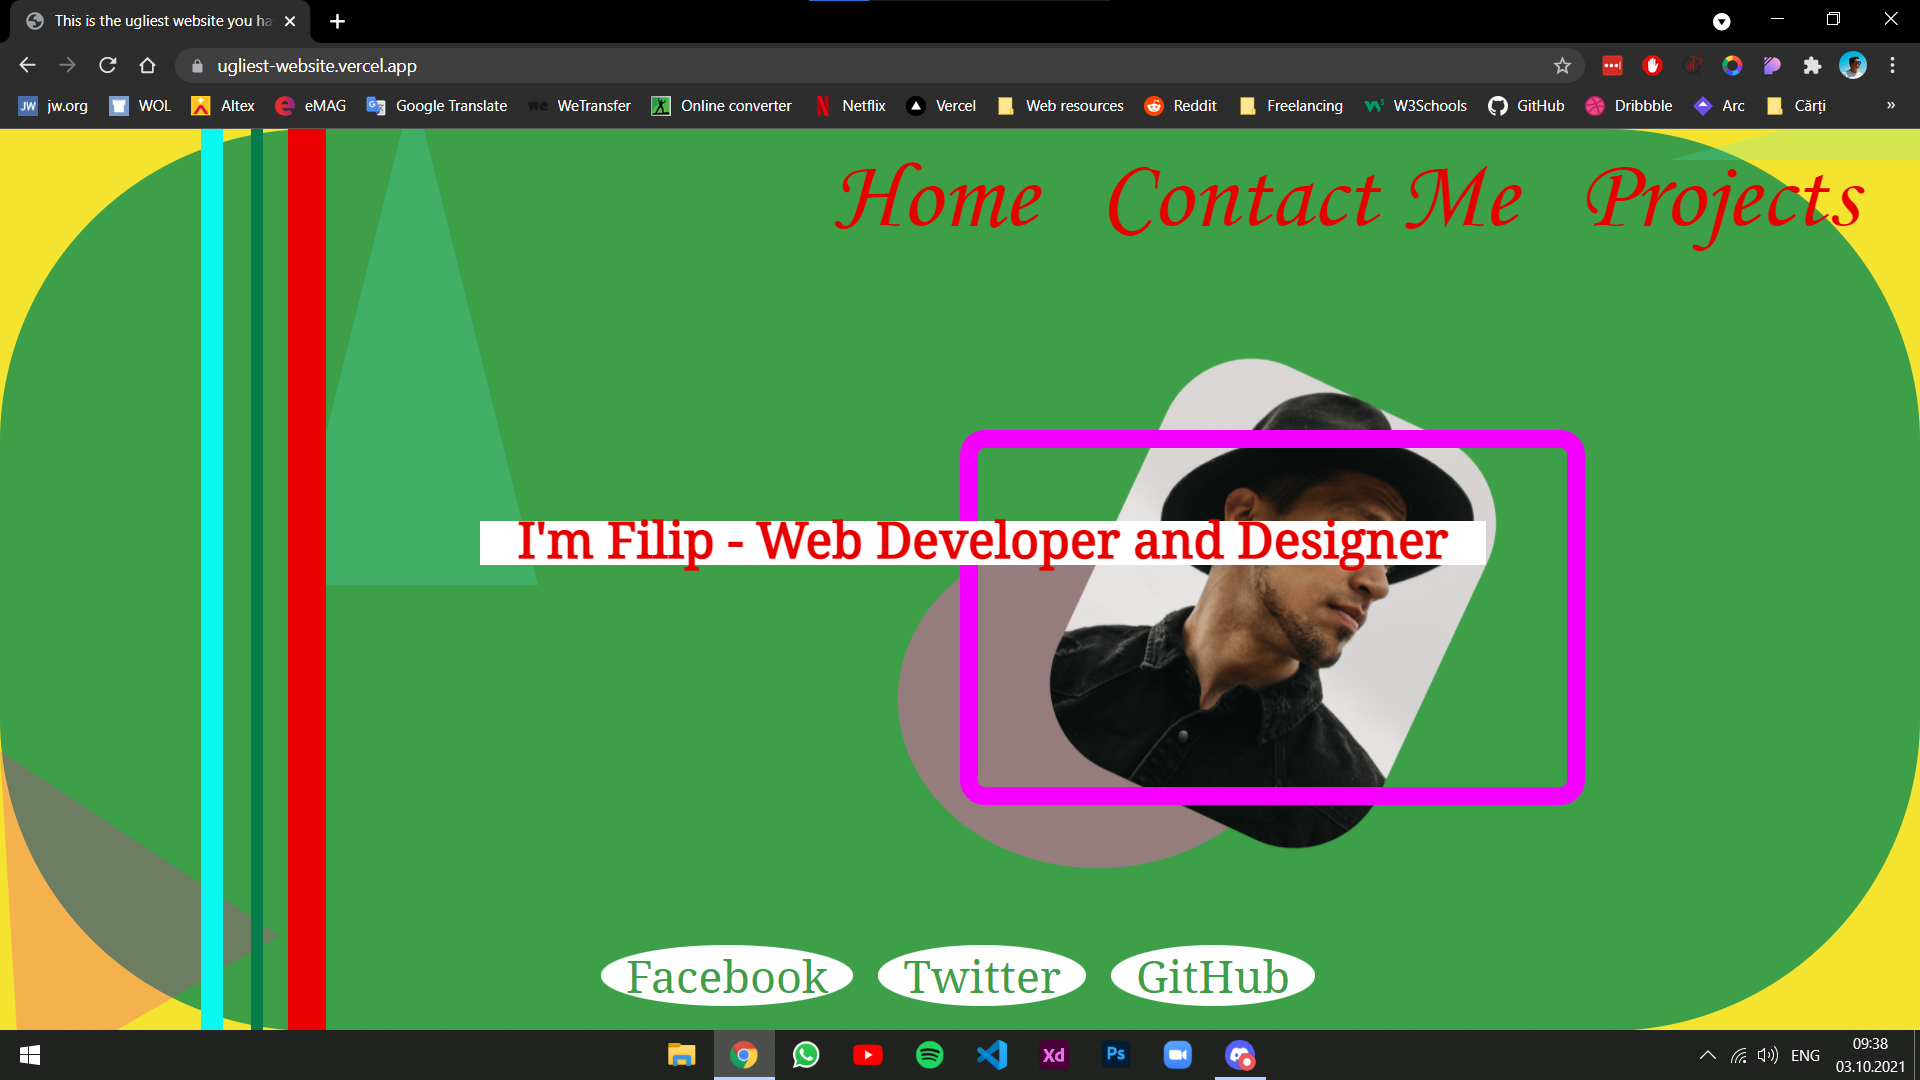 This is the ugliest website you ha
ugliest-website.vercel.app
jw.org WOL Altex eMAG Google Translate WeTransfer Online converter Netflix Vercel Web resources Reddit Freelancing W3Schools GitHub Dribbble Arc Cărți »
Home Contact Me Projects
I'm Filip - Web Developer and Designer
Facebook Twitter GitHub
Xd Ps
ENG
09:38
03.10.2021